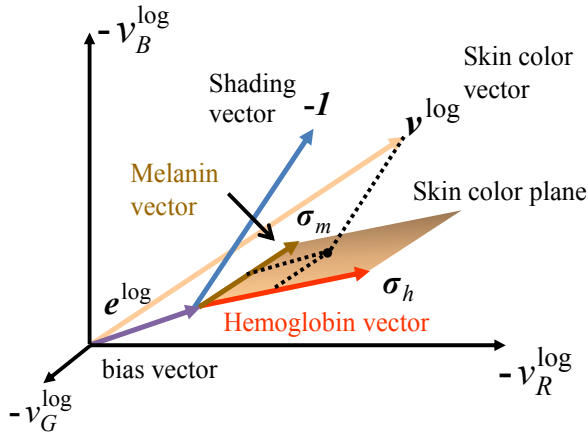 - v_B^log
Skin color
vector
Shading
vector
-1
v^log
Melanin
vector
Skin color plane
σ_m
e^log
σ_h
Hemoglobin vector
bias vector
- v_R^log
- v_G^log